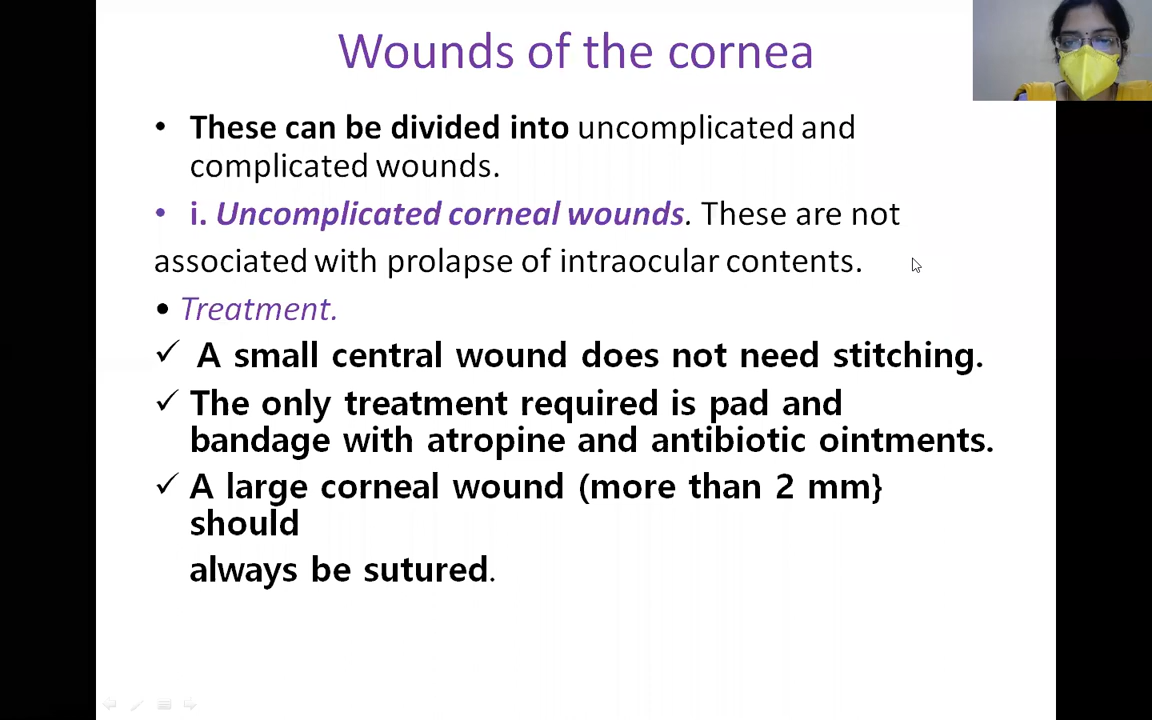 Wounds of the cornea
• These can be divided into uncomplicated and
complicated wounds.
• i. Uncomplicated corneal wounds. These are not
associated with prolapse of intraocular contents.
• Treatment.
✓ A small central wound does not need stitching.
✓ The only treatment required is pad and
bandage with atropine and antibiotic ointments.
✓ A large corneal wound (more than 2 mm}
should
always be sutured.